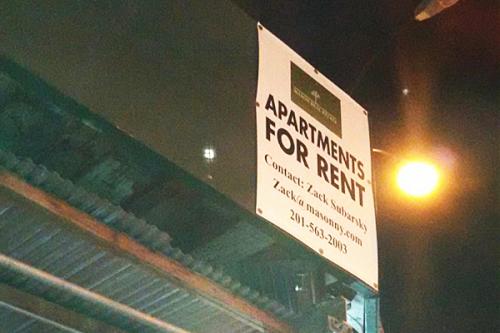 APARTMENTS
FOR RENT
Contact: Zack Subarsky
Zack@masonny.com
201-563-2003